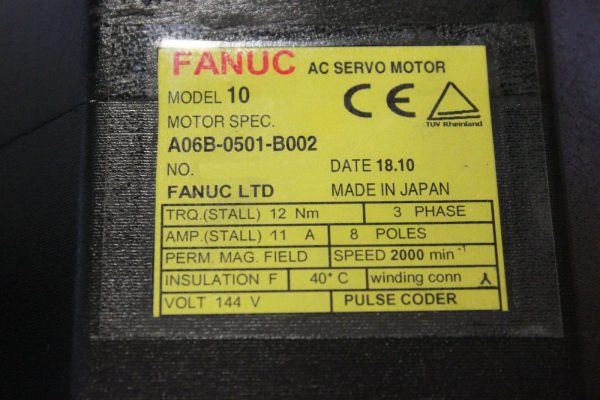 FANUC AC SERVO MOTOR
MODEL 10
MOTOR SPEC.
A06B-0501-B002
TUV Rheinland
CE
NO. DATE 18.10
FANUC LTD MADE IN JAPAN
TRQ.(STALL) 12 Nm 3 PHASE
AMP.(STALL) 11 A 8 POLES
PERM. MAG. FIELD SPEED 2000 min -1
INSULATION F 40° C winding conn
VOLT 144 V PULSE CODER